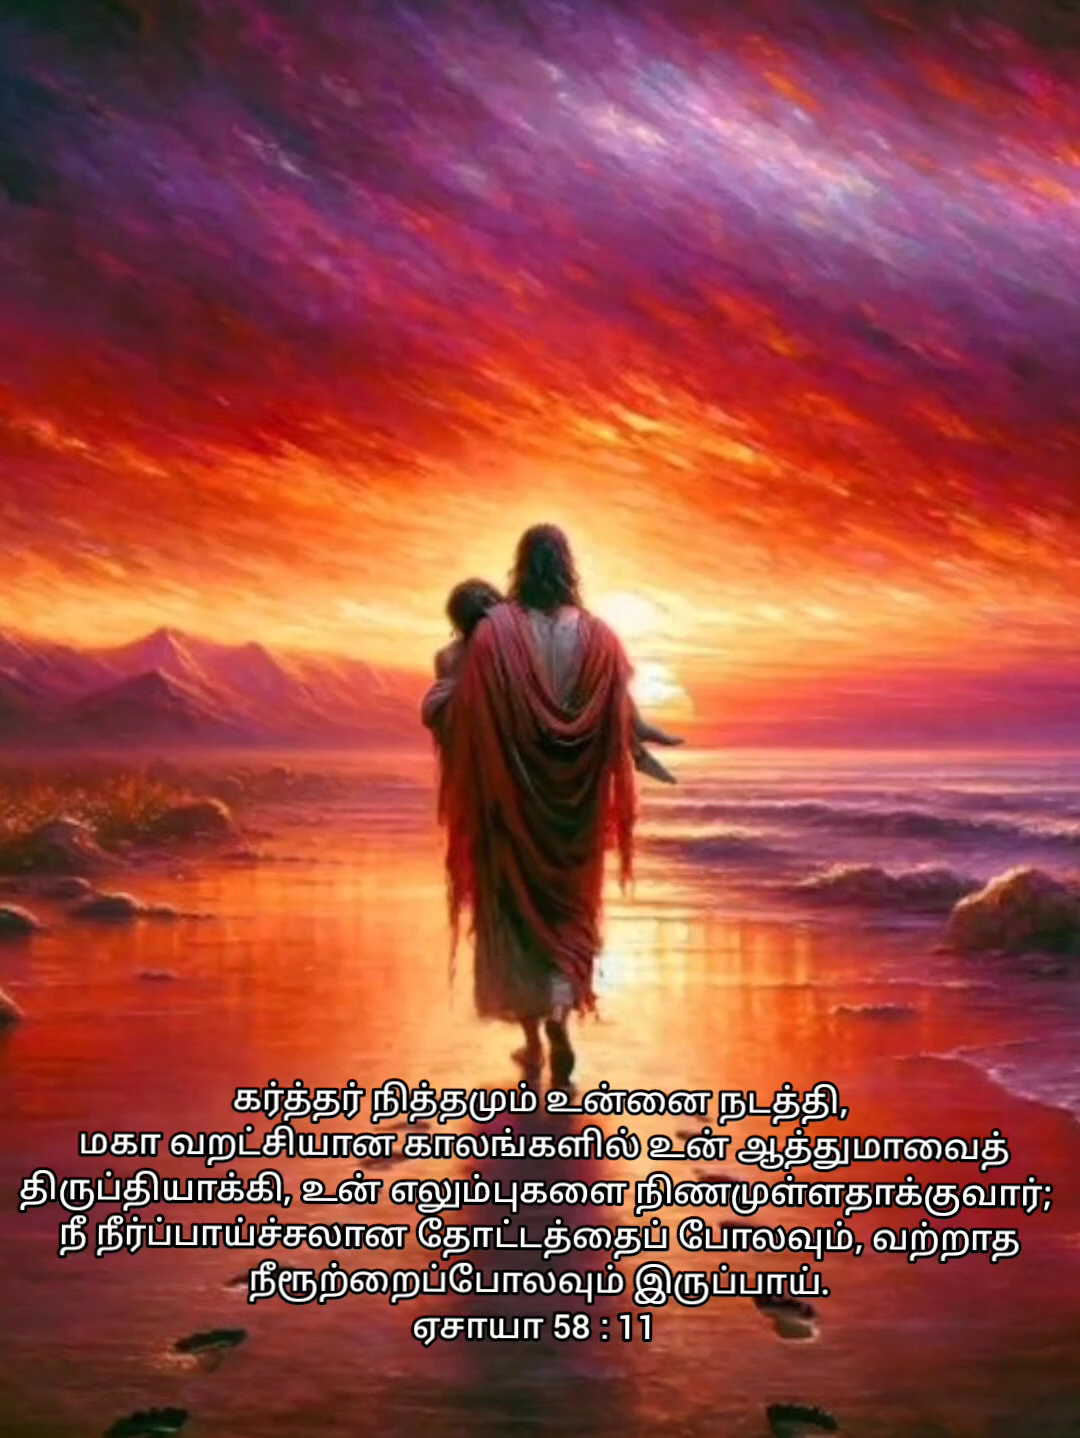 கர்த்தர் நித்தமும் உன்னை நடத்தி,
மகா வறட்சியான காலங்களில் உன் ஆத்துமாவைத்
திருப்தியாக்கி, உன் எலும்புகளை நிணமுள்ளதாக்குவார்;
நீ நீர்ப்பாய்ச்சலான தோட்டத்தைப் போலவும், வற்றாத
நீரூற்றைப்போலவும் இருப்பாய்.
ஏசாயா 58 : 11